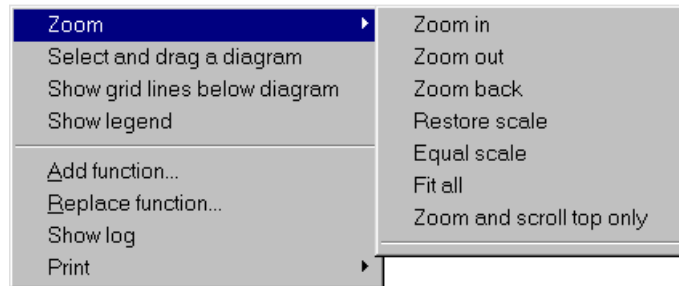 Zoom
Select and drag a diagram
Show grid lines below diagram
Show legend
Add function...
Replace function...
Show log
Print
Zoom in
Zoom out
Zoom back
Restore scale
Equal scale
Fit all
Zoom and scroll top only